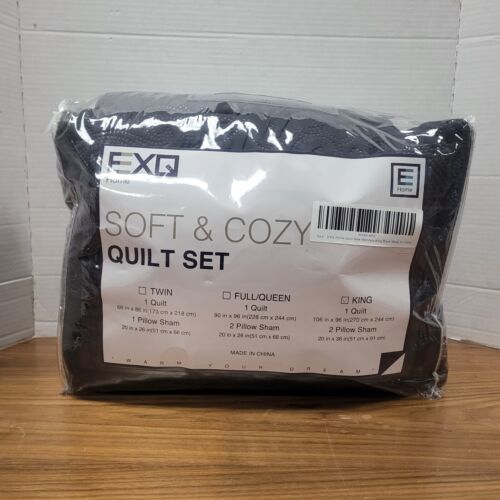 EXQ
Home
E
Home
SOFT & COZY
QUILT SET
TWIN
1 Quilt
68 in x 86 in(173 cm x 218 cm)
1 Pillow Sham
20 in x 26 in(51 cm x 66 cm)
FULL/QUEEN
1 Quilt
90 in x 96 in(228 cm x 244 cm)
2 Pillow Sham
20 in x 26 in(51 cm x 66 cm)
KING
1 Quilt
106 in x 96 in(270 cm x 244 cm)
2 Pillow Sham
20 in x 36 in(51 cm x 91 cm)
MADE IN CHINA
· WARM YOUR DREAM ·